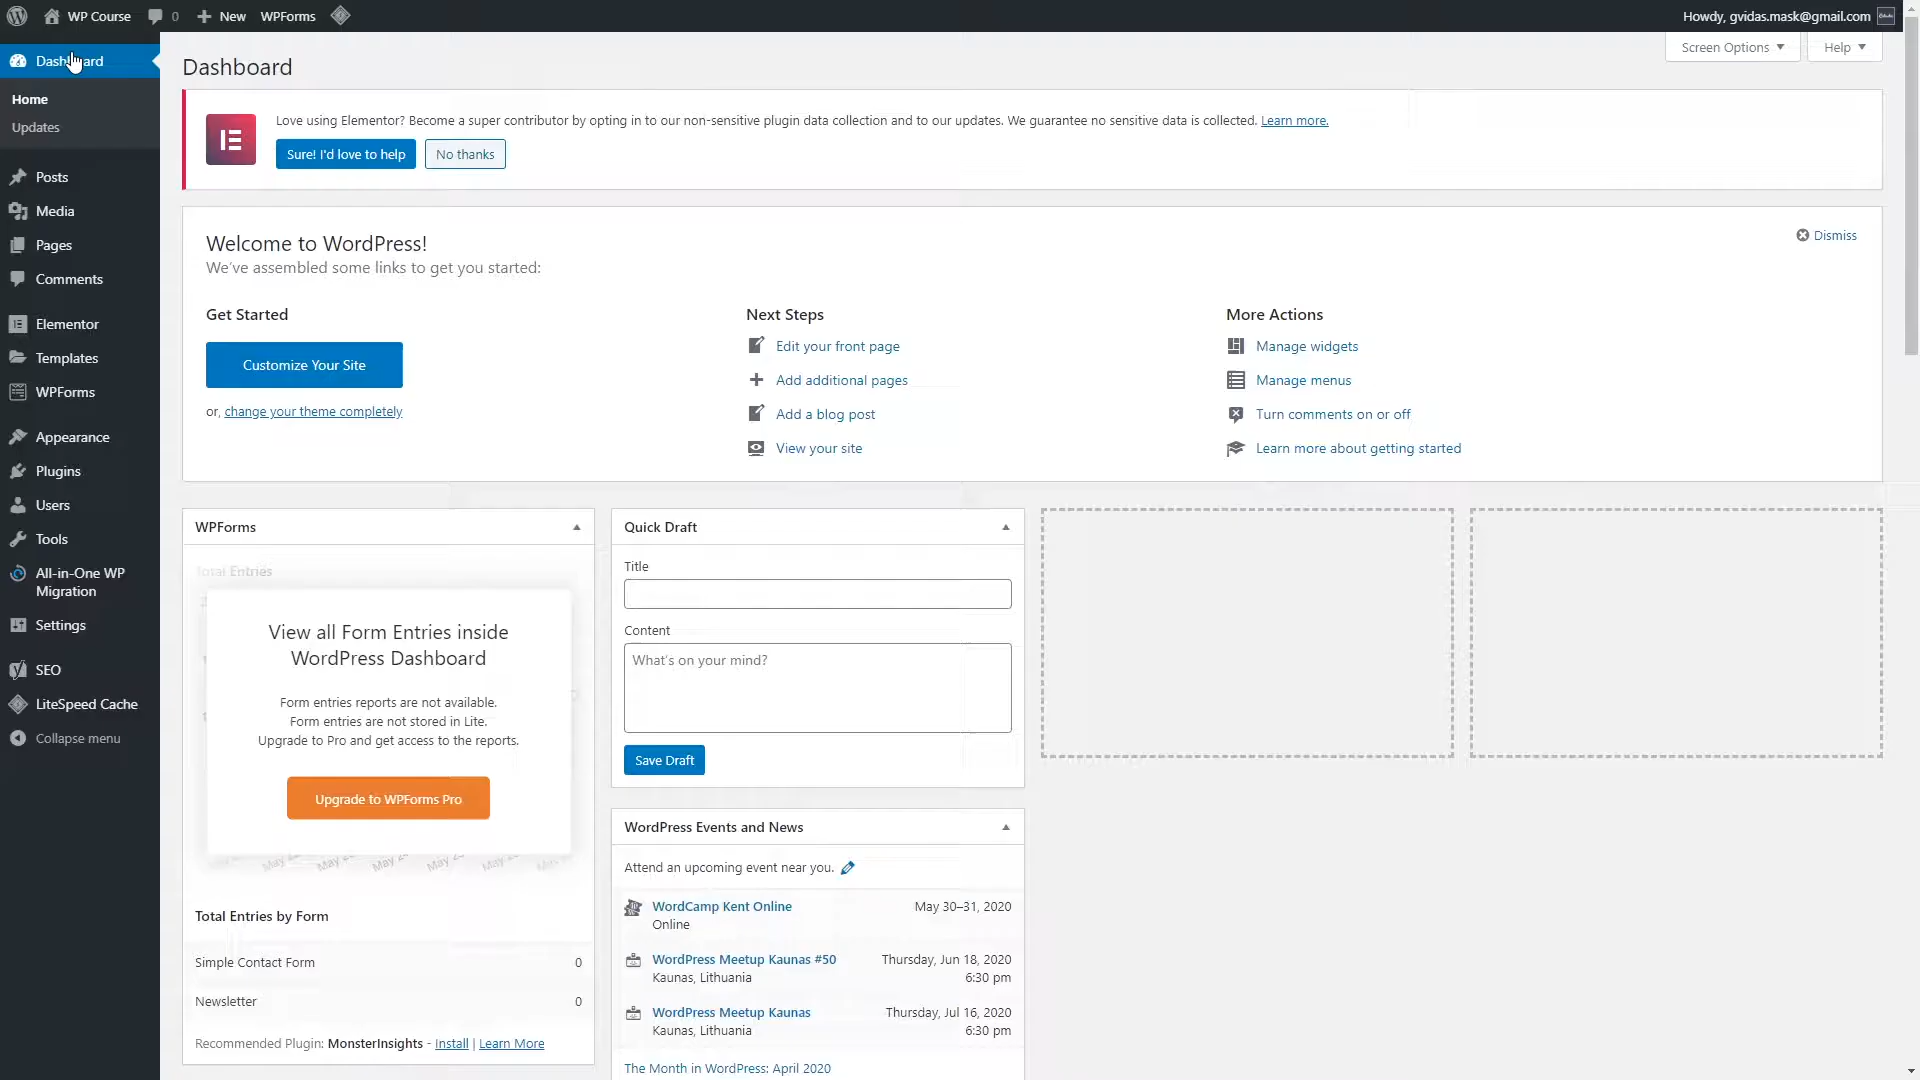 WP Course
0
New
WPForms
Howdy, gvidas.mask@gmail.com
Dashboard
Home
Updates
Posts
Media
Pages
Comments
Elementor
Templates
WPForms
Appearance
Plugins
Users
Tools
All-in-One WP
Migration
Settings
SEO
LiteSpeed Cache
Collapse menu
Screen Options
Help
Dashboard
Love using Elementor? Become a super contributor by opting in to our non-sensitive plugin data collection and to our updates. We guarantee no sensitive data is collected. Learn more.
Sure! I'd love to help
No thanks
Welcome to WordPress!
We've assembled some links to get you started:
Dismiss
Get Started
Customize Your Site
or, change your theme completely
Next Steps
Edit your front page
Add additional pages
Add a blog post
View your site
More Actions
Manage widgets
Manage menus
Turn comments on or off
Learn more about getting started
WPForms
Total Entries
View all Form Entries inside
WordPress Dashboard
Form entries reports are not available.
Form entries are not stored in Lite.
Upgrade to Pro and get access to the reports.
Upgrade to WPForms Pro
Total Entries by Form
Simple Contact Form 0
Newsletter 0
Recommended Plugin: MonsterInsights - Install | Learn More
Quick Draft
Title
Content
What's on your mind?
Save Draft
WordPress Events and News
Attend an upcoming event near you.
WordCamp Kent Online May 30–31, 2020
Online
WordPress Meetup Kaunas #50 Thursday, Jun 18, 2020
Kaunas, Lithuania 6:30 pm
WordPress Meetup Kaunas Thursday, Jul 16, 2020
Kaunas, Lithuania 6:30 pm
The Month in WordPress: April 2020